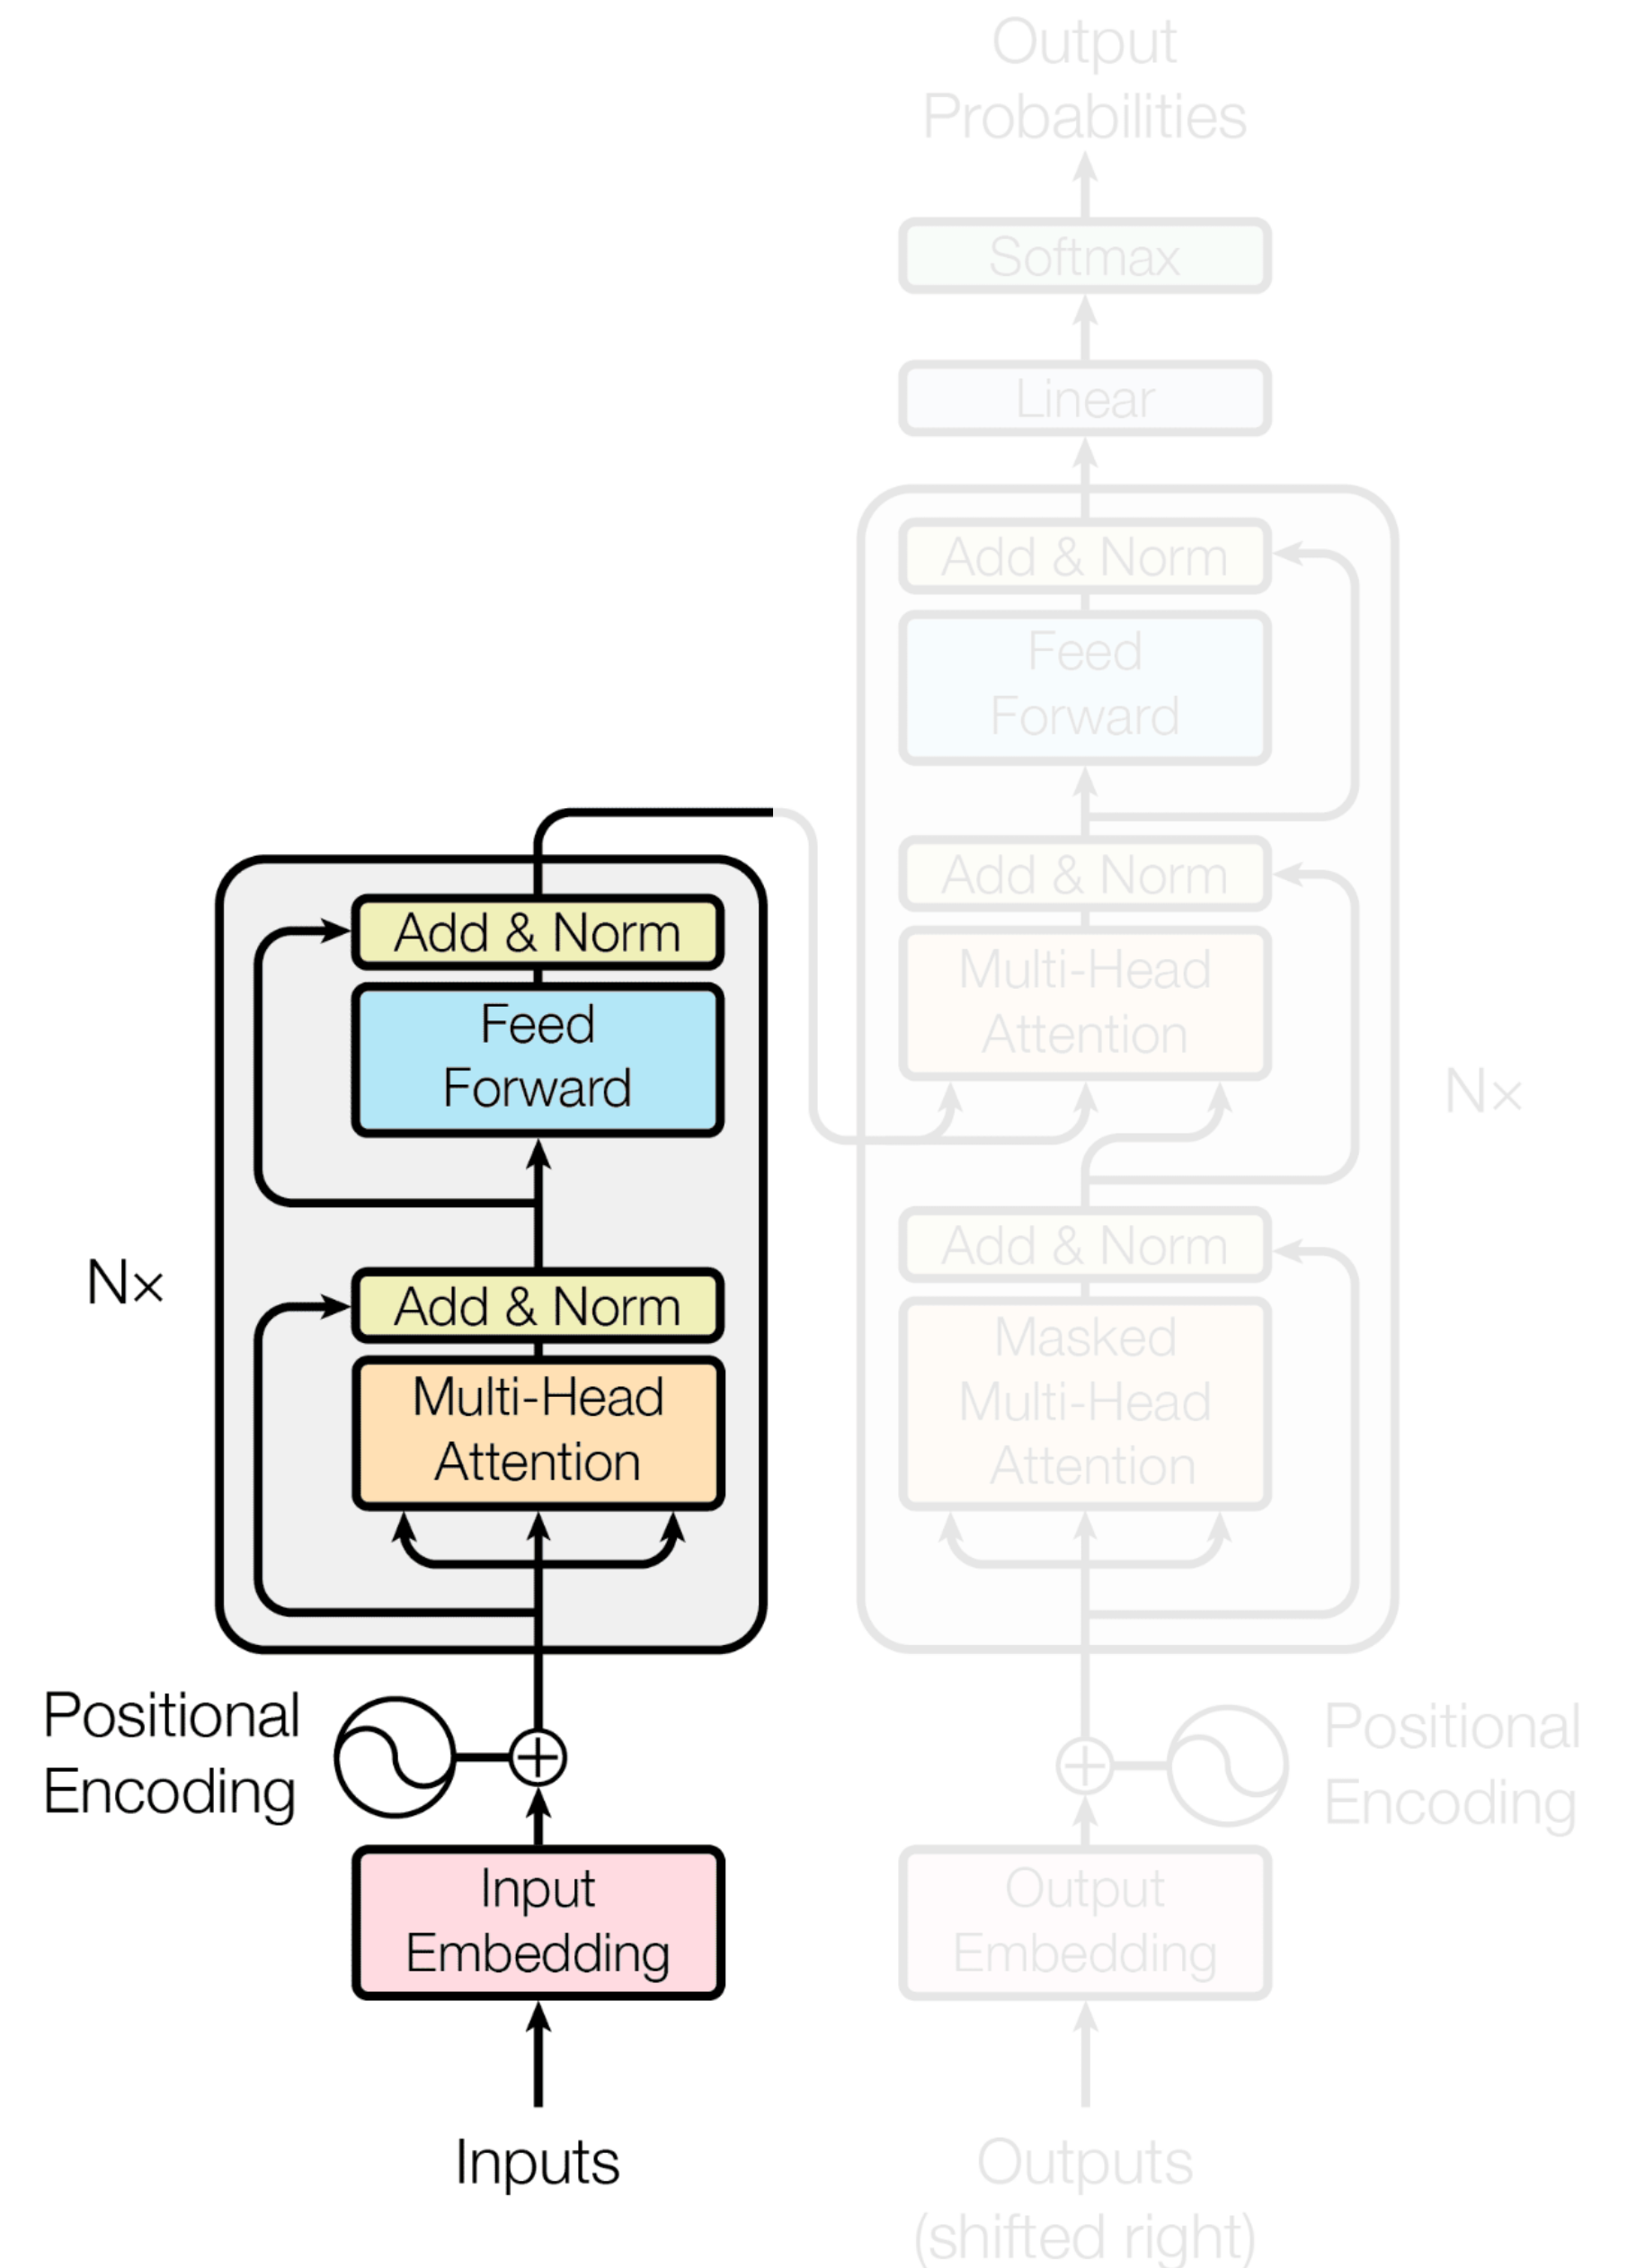 Output
Probabilities
Softmax
Linear
Add & Norm
Feed
Forward
Add & Norm
Multi-Head
Attention
Nx
Add & Norm
Masked
Multi-Head
Attention
Positional
Encoding
Output
Embedding
Outputs
(shifted right)
Add & Norm
Feed
Forward
N×
Add & Norm
Multi-Head
Attention
Positional
Encoding
Input
Embedding
Inputs